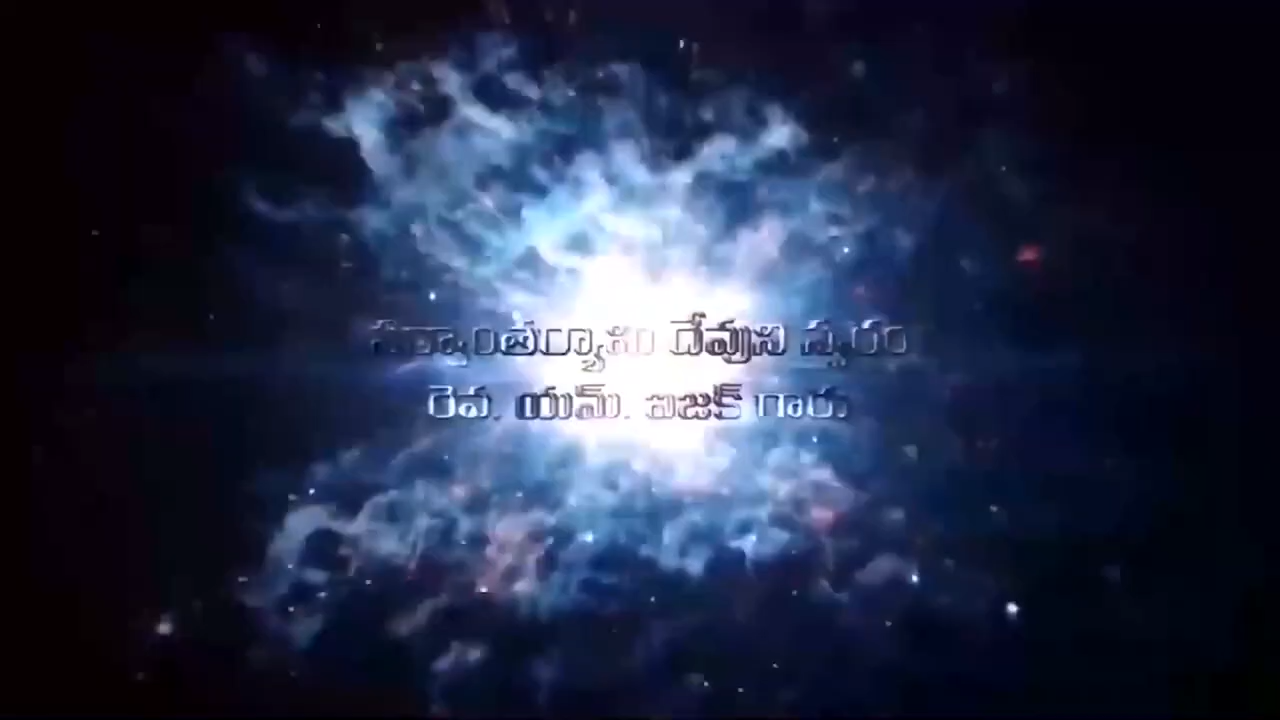 సర్వాంతర్యామి దేవుని స్వరం
రెవ. యమ్. ఐజక్ గారు